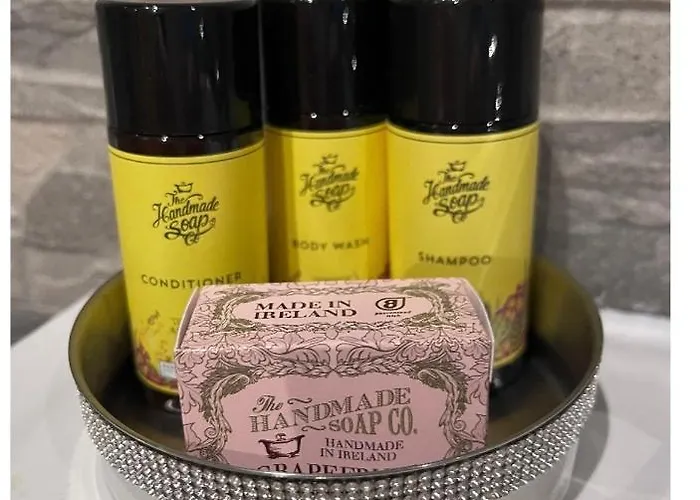 The
Handmade
Soap
Co
CONDITIONER
The
Handmade
Soap
Co
BODY WASH
The
Handmade
Soap
Co
SHAMPOO
MADE IN
IRELAND
The
HANDMADE
SOAP CO.
HANDMADE
IN IRELAND